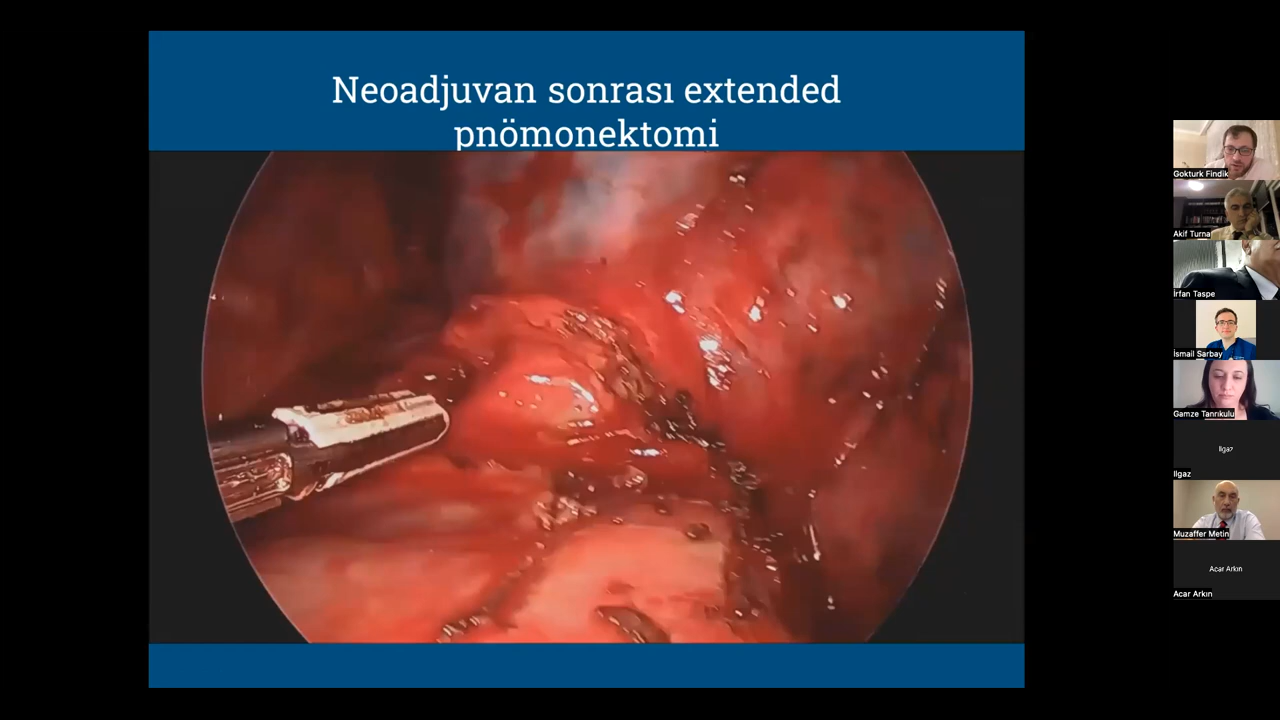 Neoadjuvan sonrası extended
pnömonektomi
Gokturk Findik
Akif Turna
İrfan Taspe
İsmail Sarbay
Gamze Tanrıkulu
Ilgaz
Ilgaz
Muzaffer Metin
Acar Arkın
Acar Arkın